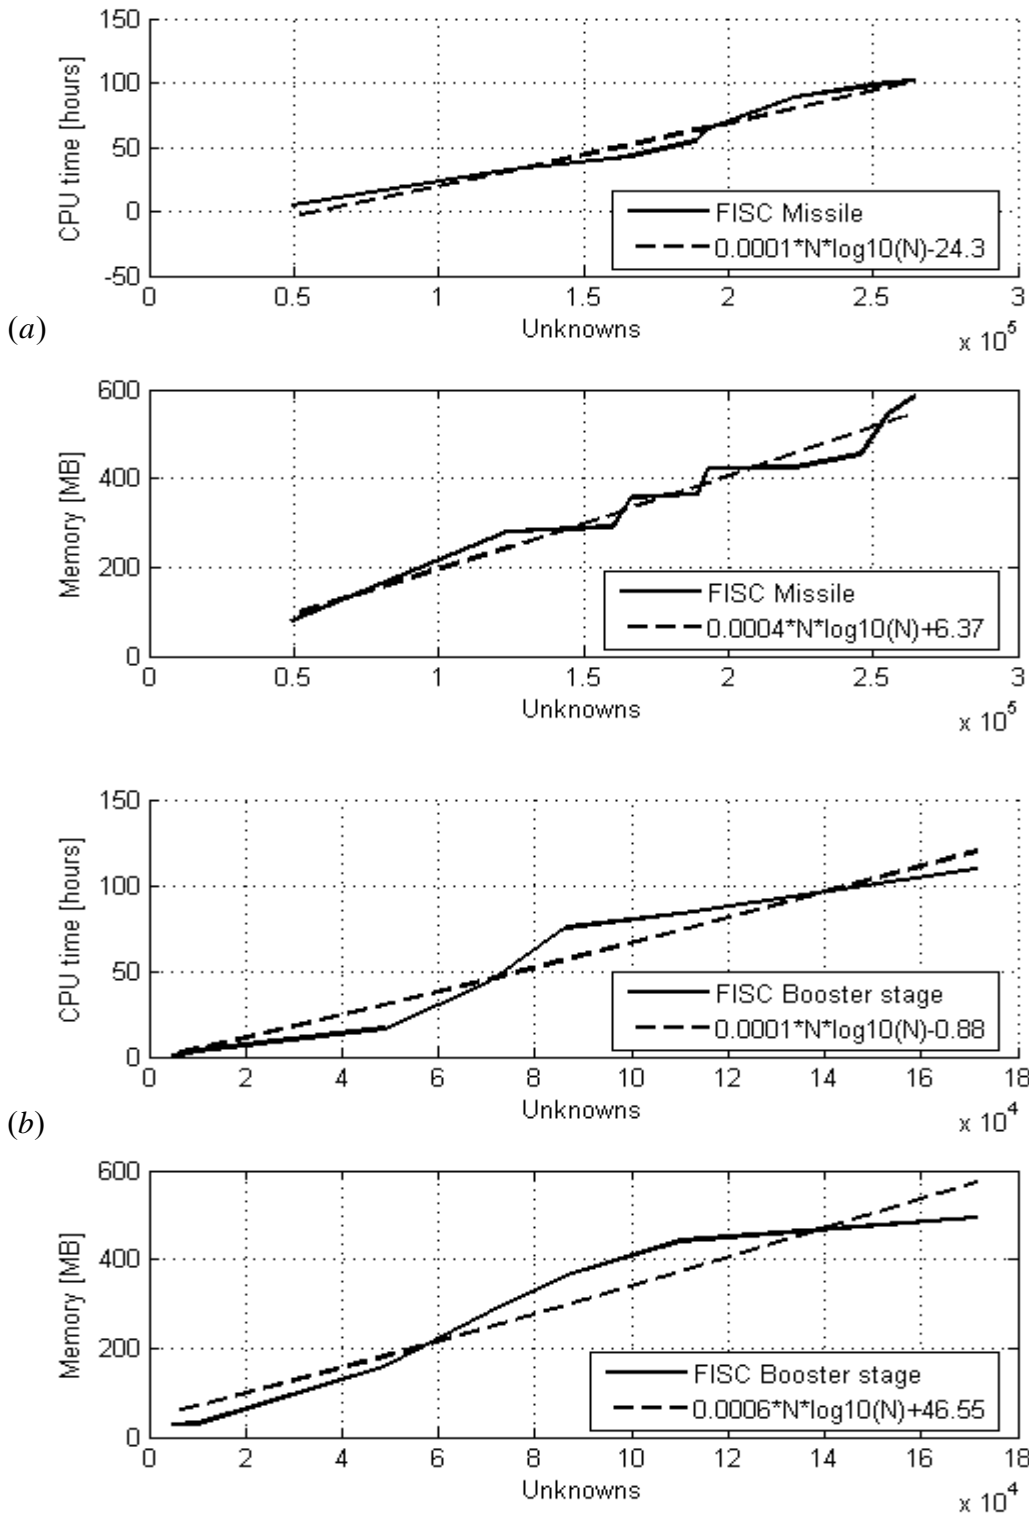 150
100
50
0
-50
CPU time [hours]
FISC Missile
0.0001*N*log10(N)-24.3
0 0.5 1 1.5 2 2.5 3
Unknowns
x 10^5
(a)
600
400
200
0
Memory [MB]
FISC Missile
0.0004*N*log10(N)+6.37
0 0.5 1 1.5 2 2.5 3
Unknowns
x 10^5
150
100
50
0
CPU time [hours]
FISC Booster stage
0.0001*N*log10(N)-0.88
0 2 4 6 8 10 12 14 16 18
Unknowns
x 10^4
(b)
600
400
200
0
Memory [MB]
FISC Booster stage
0.0006*N*log10(N)+46.55
0 2 4 6 8 10 12 14 16 18
Unknowns
x 10^4